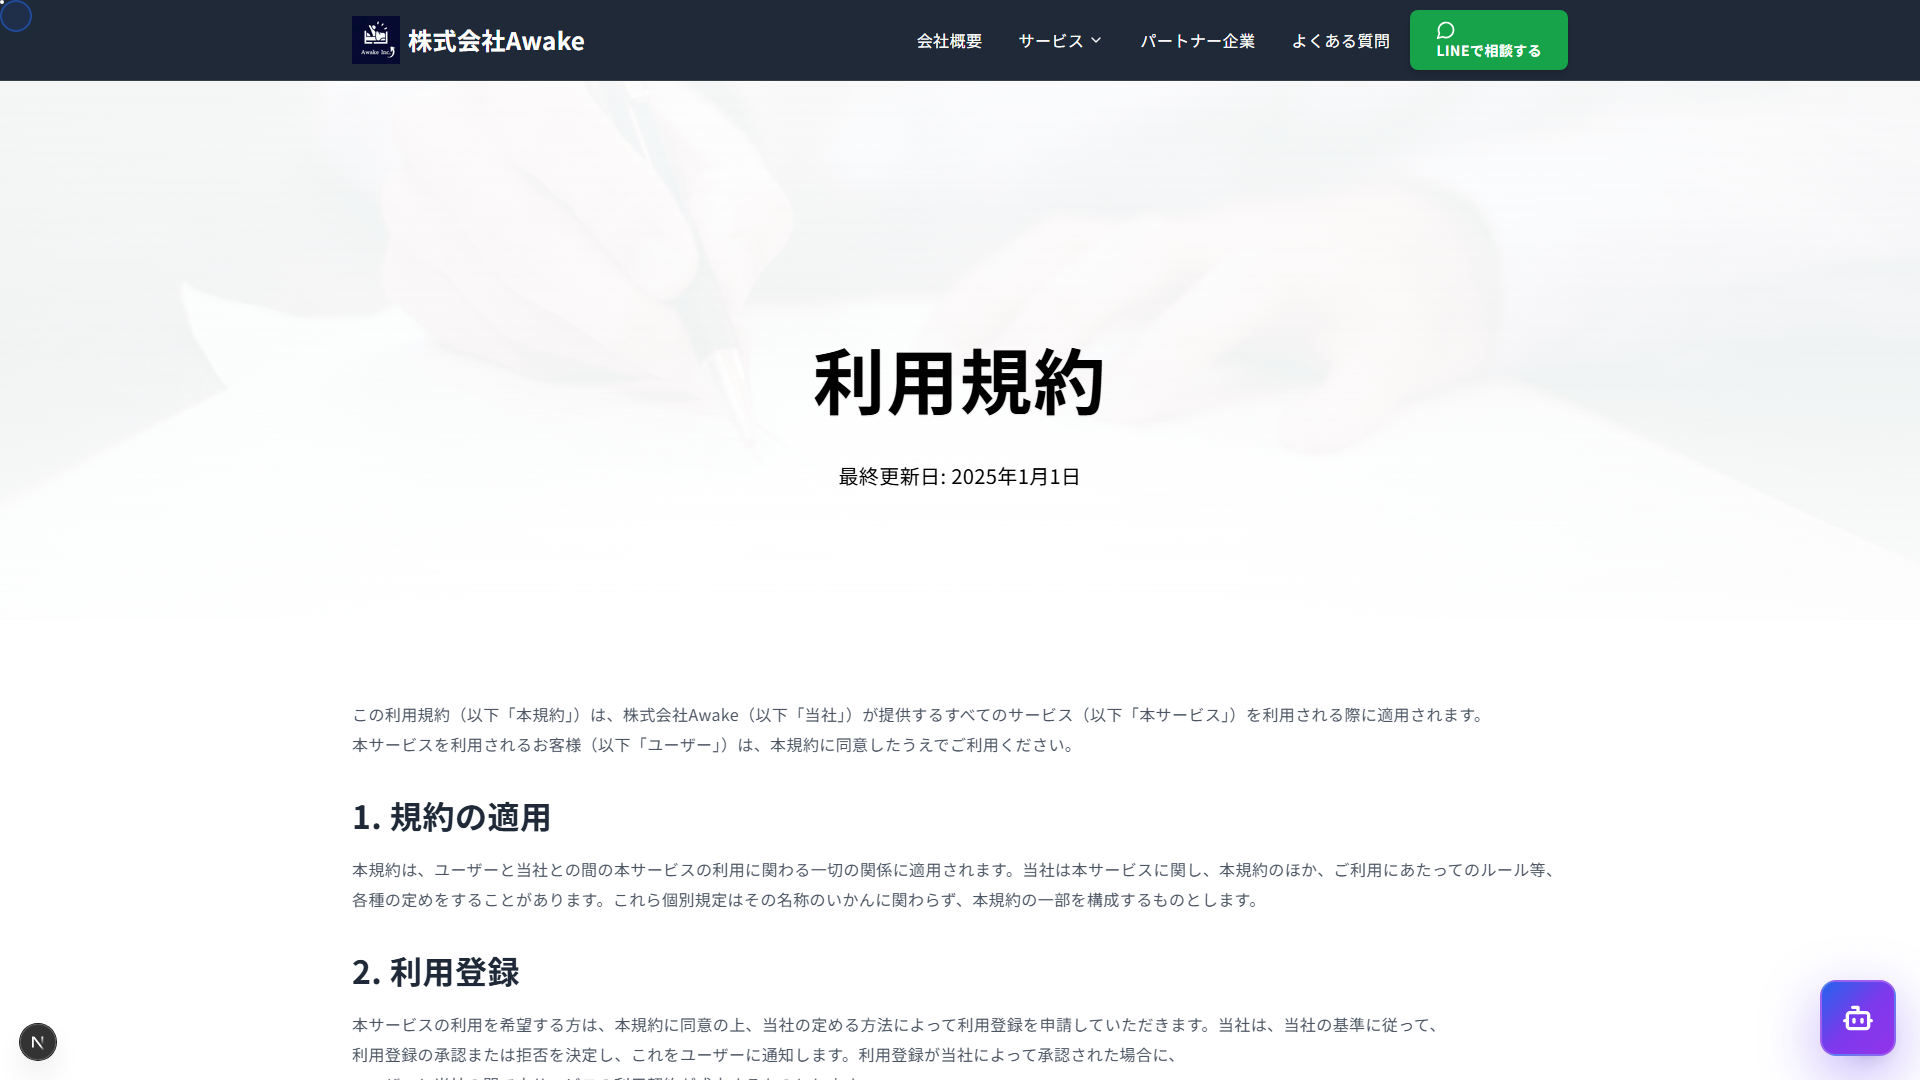 Awake Inc.
株式会社Awake
会社概要
サービス
パートナー企業
よくある質問
LINEで相談する
利用規約
最終更新日: 2025年1月1日
この利用規約（以下「本規約」）は、株式会社Awake（以下「当社」）が提供するすべてのサービス（以下「本サービス」）を利用される際に適用されます。
本サービスを利用されるお客様（以下「ユーザー」）は、本規約に同意したうえでご利用ください。
1. 規約の適用
本規約は、ユーザーと当社との間の本サービスの利用に関わる一切の関係に適用されます。当社は本サービスに関し、本規約のほか、ご利用にあたってのルール等、
各種の定めをすることがあります。これら個別規定はその名称のいかんに関わらず、本規約の一部を構成するものとします。
2. 利用登録
本サービスの利用を希望する方は、本規約に同意の上、当社の定める方法によって利用登録を申請していただきます。当社は、当社の基準に従って、
利用登録の承認または拒否を決定し、これをユーザーに通知します。利用登録が当社によって承認された場合に、
N